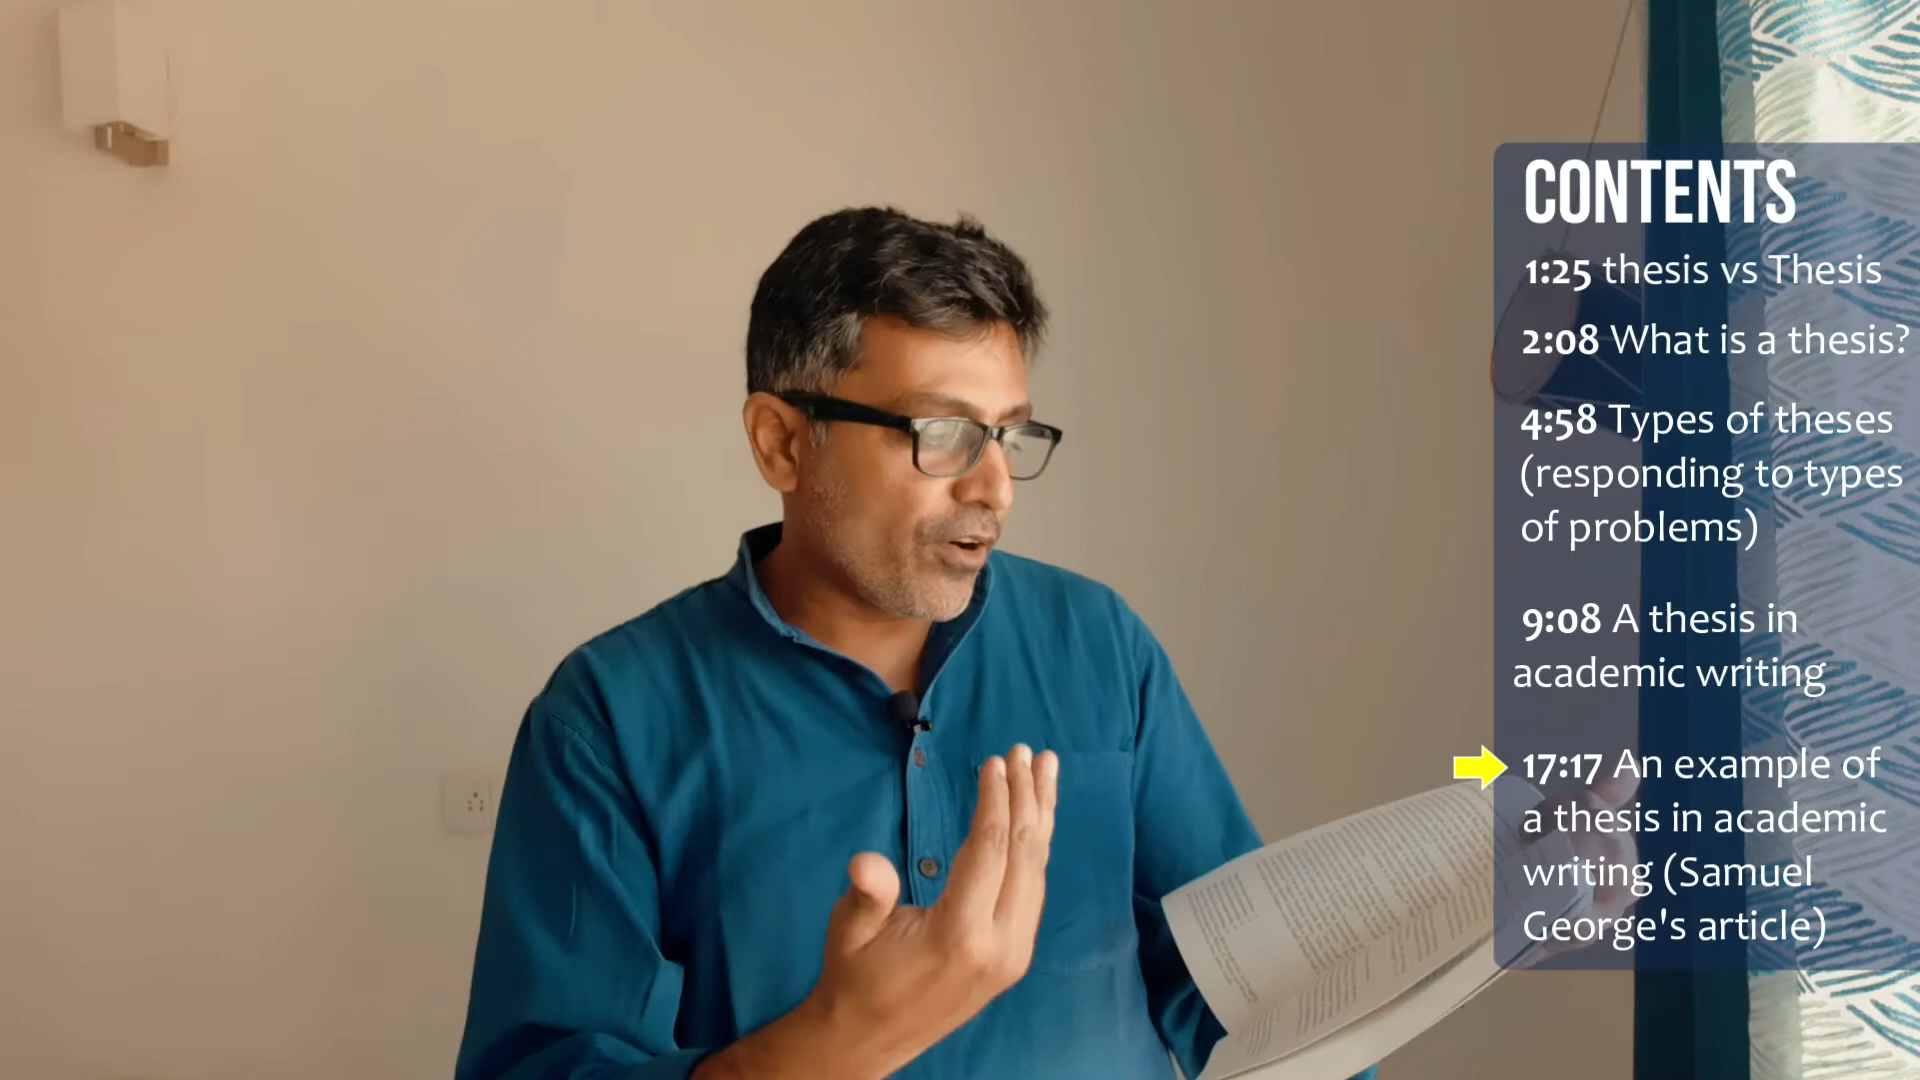 CONTENTS
1:25 thesis vs Thesis
2:08 What is a thesis?
4:58 Types of theses
(responding to types
of problems)
9:08 A thesis in
academic writing
17:17 An example of
a thesis in academic
writing (Samuel
George's article)